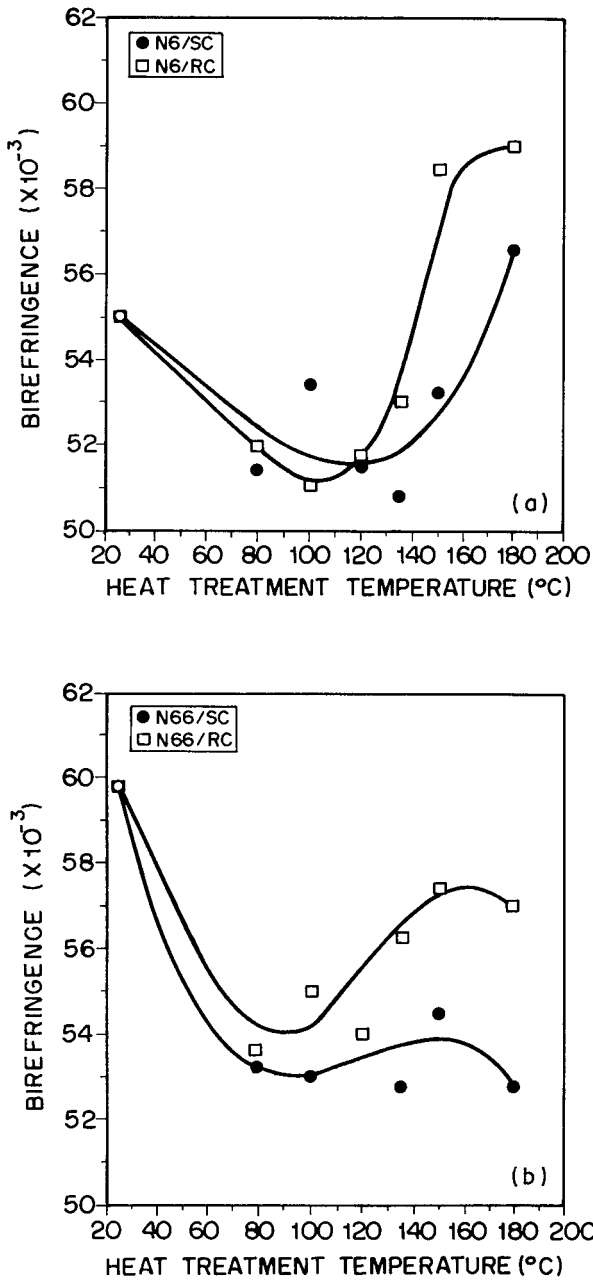 62
60
58
56
54
52
50
BIREFRINGENCE (X10⁻³)
● N6/SC
□ N6/RC
(a)
20 40 60 80 100 120 140 160 180 200
HEAT TREATMENT TEMPERATURE (°C)
62
60
58
56
54
52
50
BIREFRINGENCE (X10⁻³)
● N66/SC
□ N66/RC
(b)
20 40 60 80 100 120 140 160 180 200
HEAT TREATMENT TEMPERATURE (°C)